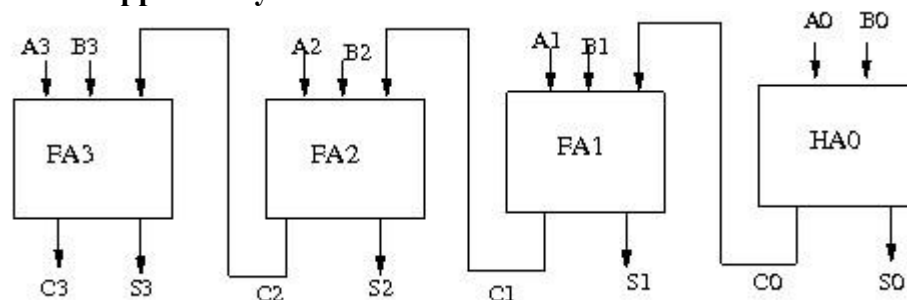 A3 B3 A2 B2 A1 B1 A0 B0
FA3 FA2 FA1 HA0
C3 S3 C2 S2 C1 S1 C0 S0